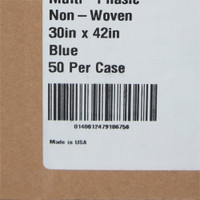 Multi-Phasic
Non-Woven
30in x 42in
Blue
50 Per Case
Made in USA